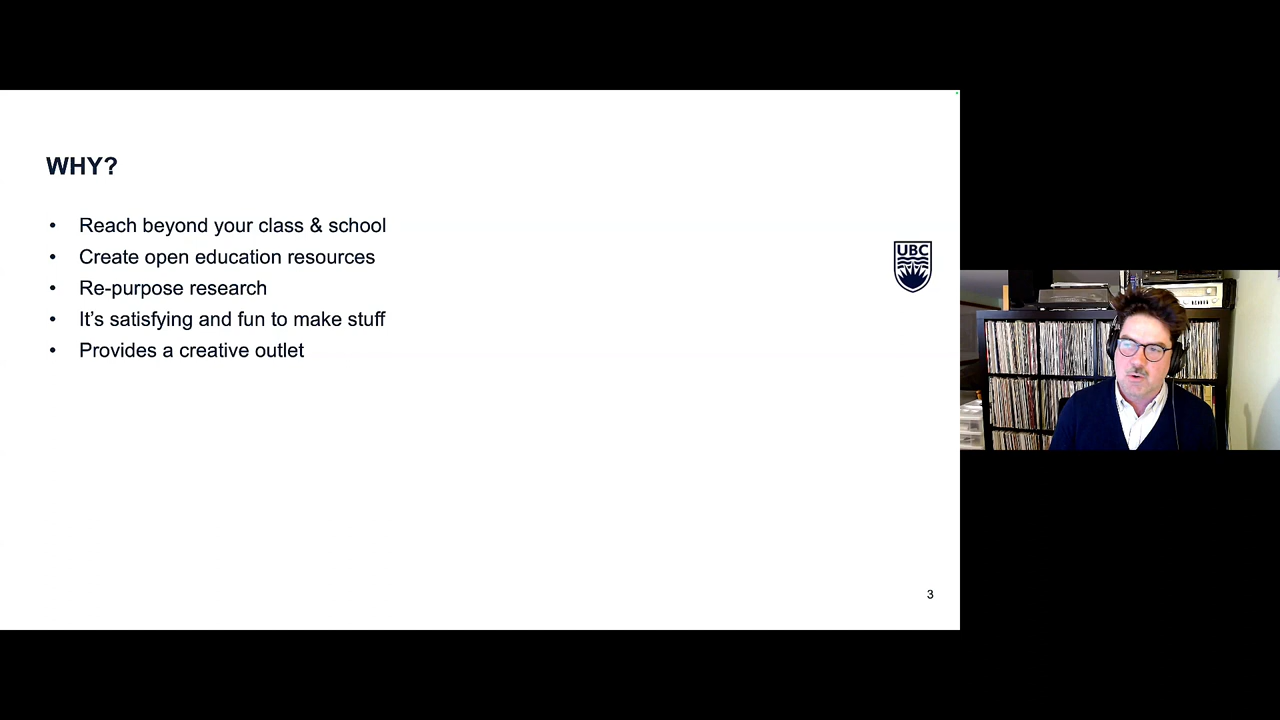 WHY?
• Reach beyond your class & school
• Create open education resources
• Re-purpose research
• It’s satisfying and fun to make stuff
• Provides a creative outlet
UBC
3